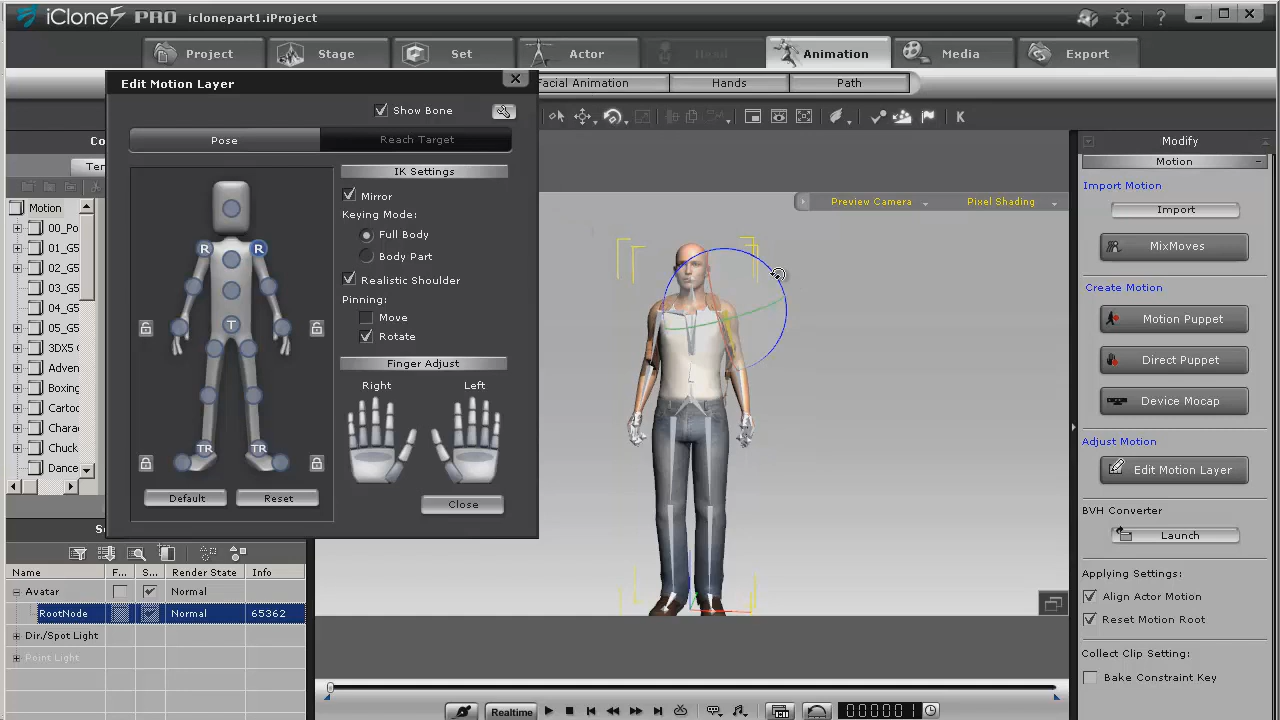 iClone5 PRO iclonepart1.iProject
Project Stage Set Actor Head Animation Media Export
Facial Animation Hands Path
Edit Motion Layer
Show Bone
Pose Reach Target
IK Settings
Mirror
Keying Mode:
Full Body
Body Part
Realistic Shoulder
Pinning:
Move
Rotate
Finger Adjust
Right Left
R R
T
TR TR
Default Reset Close
Co
Ter
Motion
00_Po
01_G5
02_G5
03_G5
04_G5
05_G5
3DX5
Adven
Boxing
Cartoo
Chara
Chuck
Dance
K
Preview Camera Pixel Shading
Modify
Motion
Import Motion
Import
MixMoves
Create Motion
Motion Puppet
Direct Puppet
Device Mocap
Adjust Motion
Edit Motion Layer
BVH Converter
Launch
Applying Settings:
Align Actor Motion
Reset Motion Root
Collect Clip Setting:
Bake Constraint Key
Name F... S... Render State Info
Avatar Normal
RootNode Normal 65362
Dir./Spot Light
Point Light
Realtime 0000001